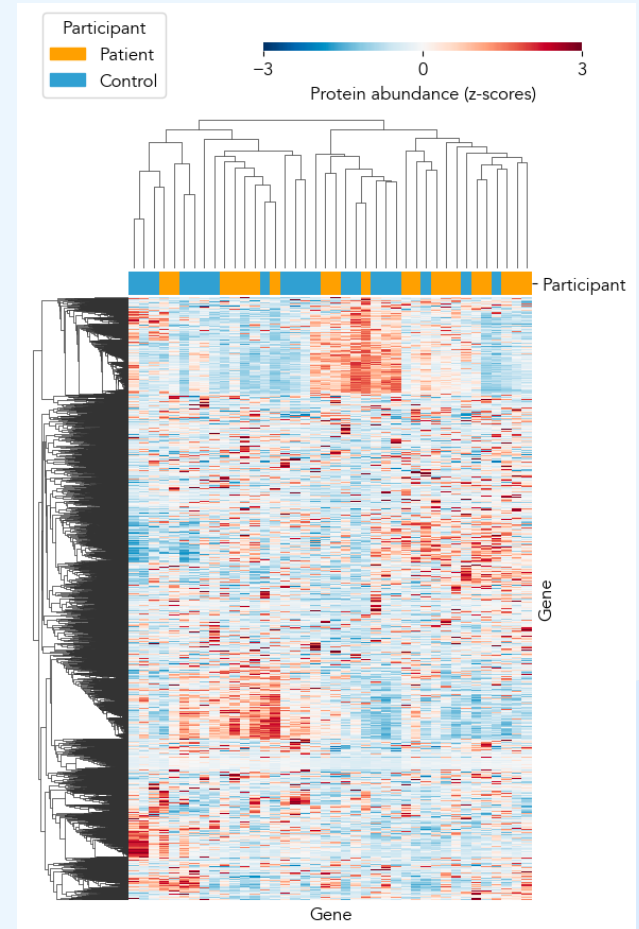 Participant
Patient
Control
−3 0 3
Protein abundance (z-scores)
Participant
Gene
Gene